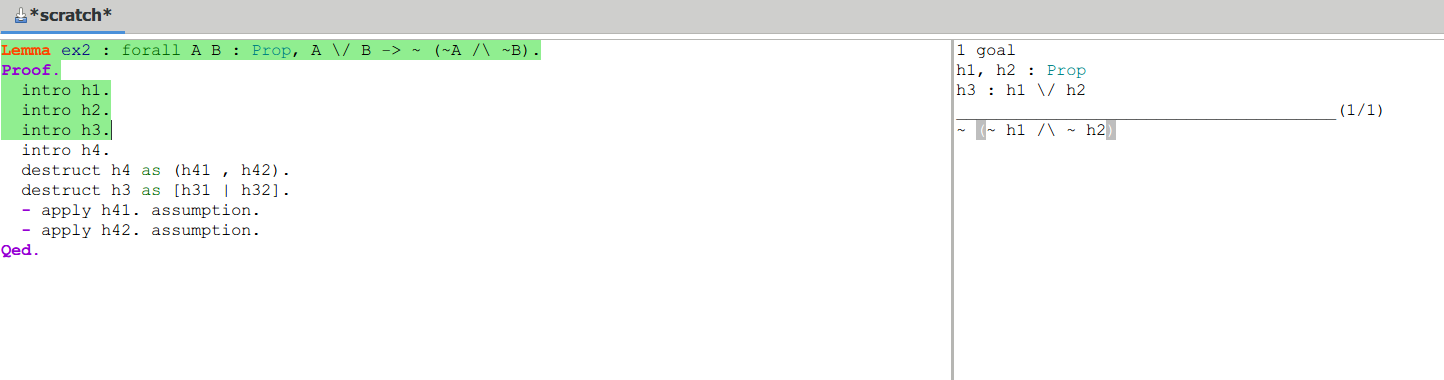 *scratch*
Lemma ex2 : forall A B : Prop, A \/ B -> ~ (~A /\ ~B).
Proof.
  intro h1.
  intro h2.
  intro h3.
  intro h4.
  destruct h4 as (h41 , h42).
  destruct h3 as [h31 | h32].
  - apply h41. assumption.
  - apply h42. assumption.
Qed.
1 goal
h1, h2 : Prop
h3 : h1 \/ h2
______________________________________(1/1)
~ (~ h1 /\ ~ h2)